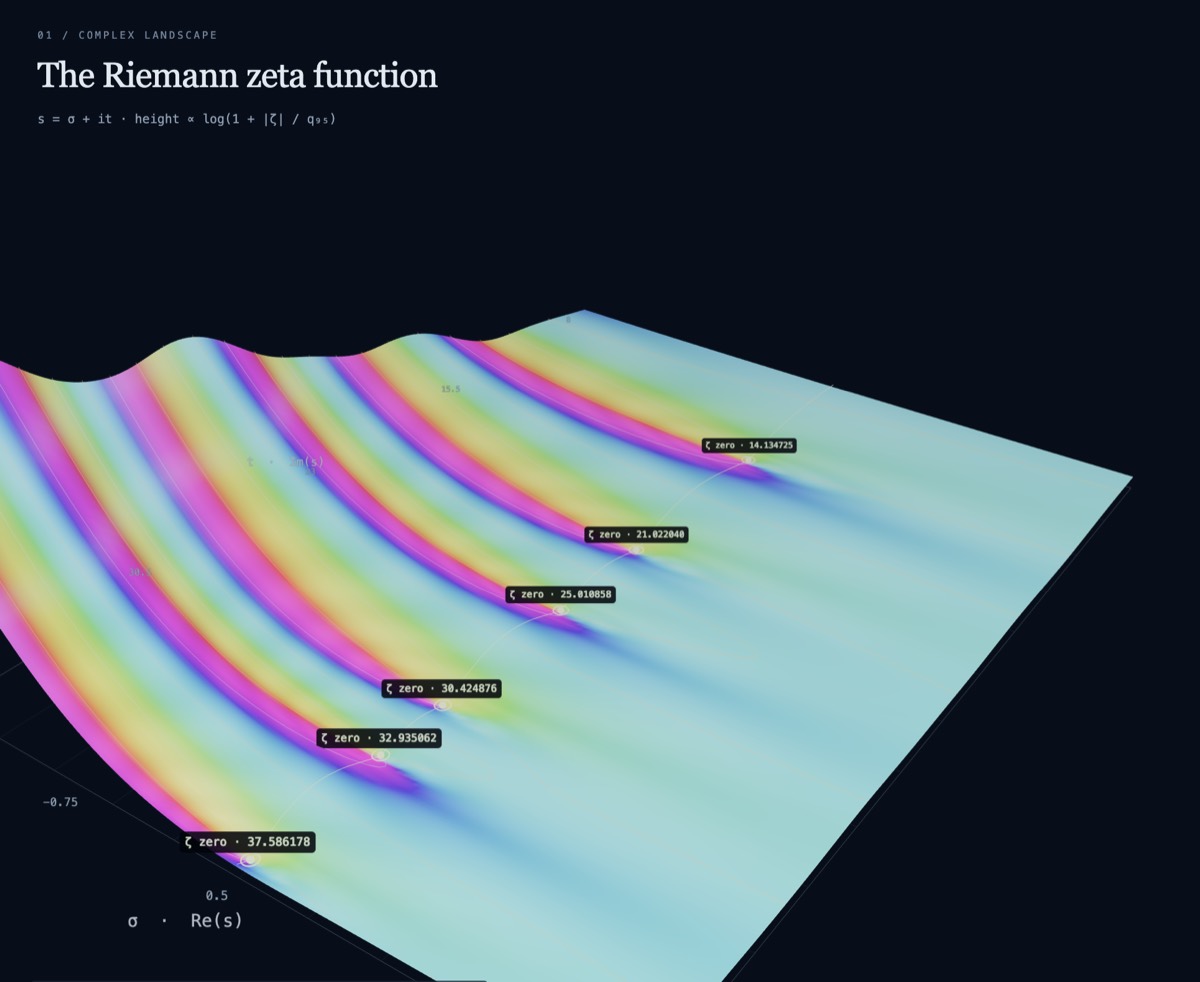 01 / COMPLEX LANDSCAPE
The Riemann zeta function
s = σ + it · height ∝ log(1 + |ζ| / q₉₅)
15.5
ζ zero · 14.134725
t · Im(s)
ζ zero · 21.022040
ζ zero · 25.010858
ζ zero · 30.424876
ζ zero · 32.935062
−0.75
ζ zero · 37.586178
0.5
σ · Re(s)